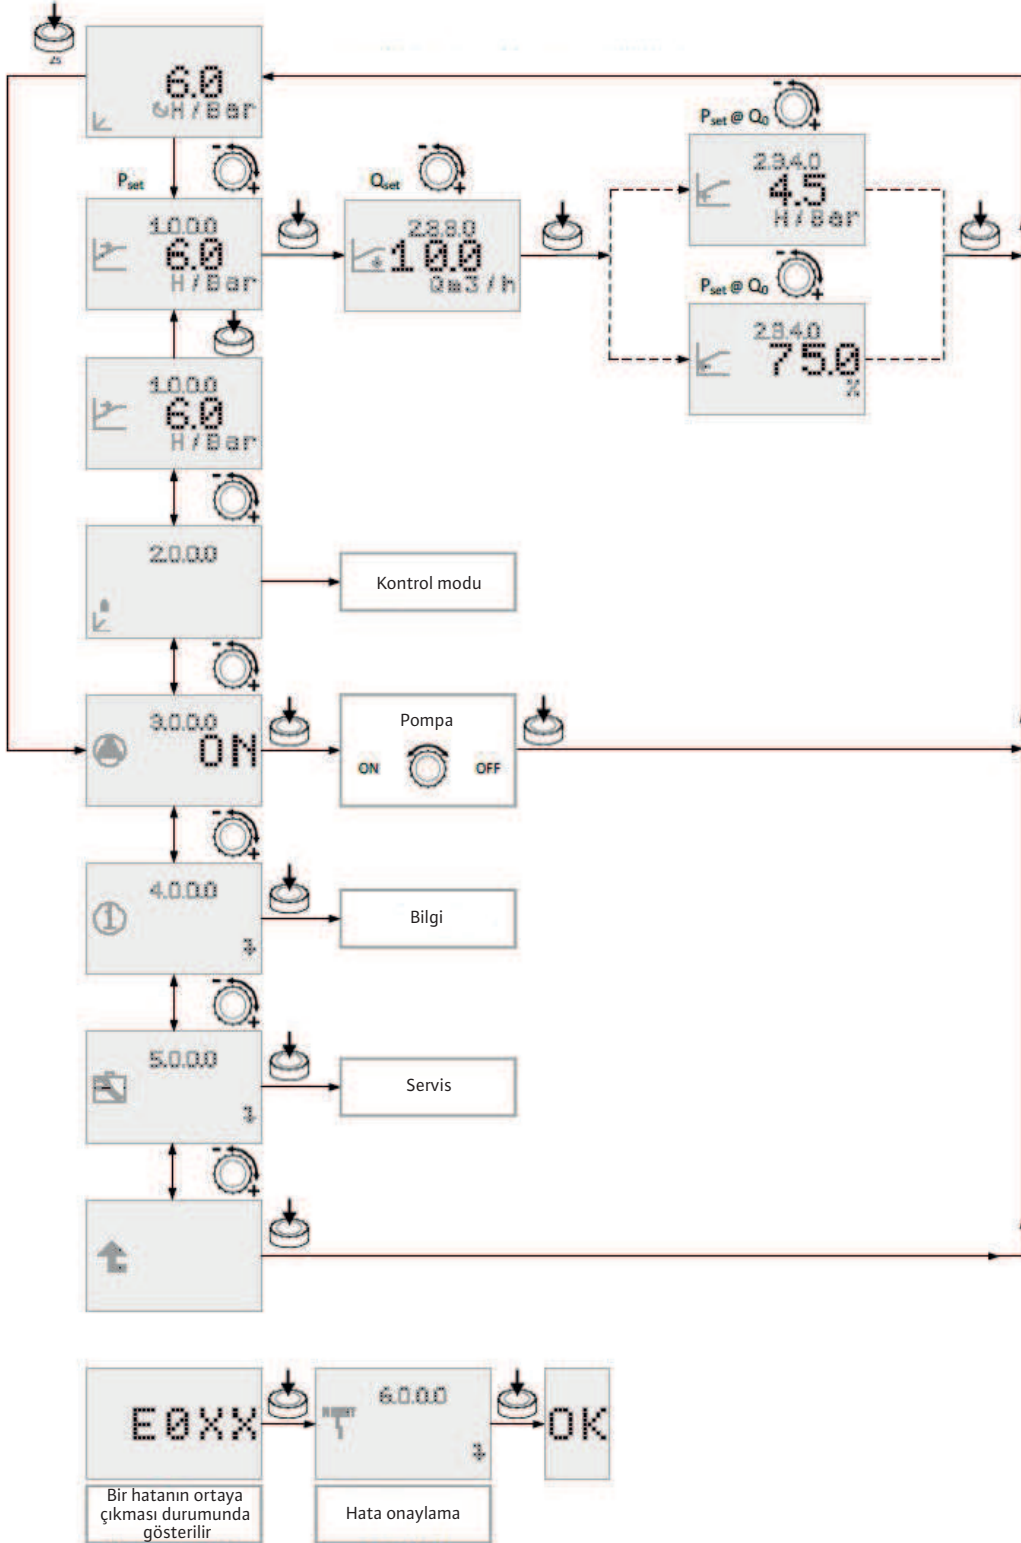 2s
6.0
H/Bar
Pset @ Q0
Pset
Qset
2.3.4.0
4.5
H/Bar
1.0.0.0
6.0
H/Bar
2.3.3.0
10.0
Qm3/h
Pset @ Q0
2.3.4.0
75.0
%
1.0.0.0
6.0
H/Bar
2.0.0.0
Kontrol modu
3.0.0.0
ON
Pompa
ON OFF
4.0.0.0
Bilgi
5.0.0.0
Servis
E0XX
6.0.0.0
OK
Bir hatanın ortaya
çıkması durumunda
gösterilir
Hata onaylama